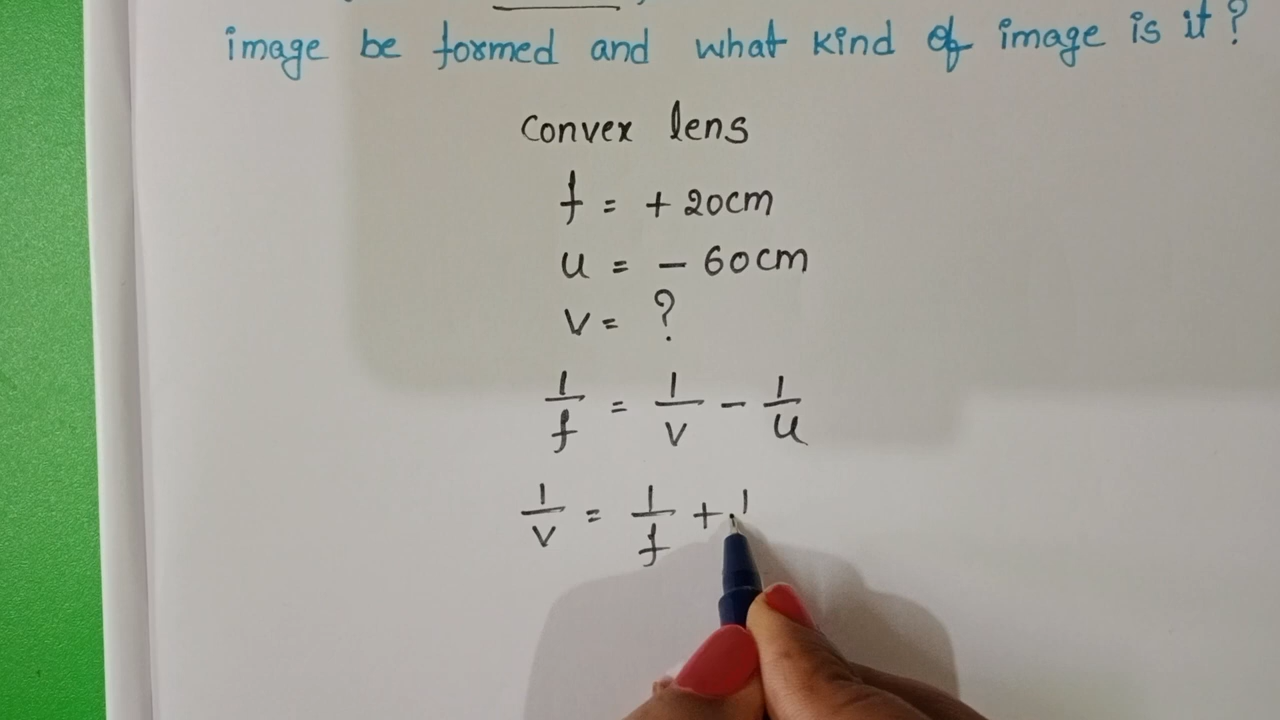 image be formed and what kind of image is it ?
convex lens
f = + 20cm
u = - 60cm
v = ?
1/f = 1/v - 1/u
1/v = 1/f + 1